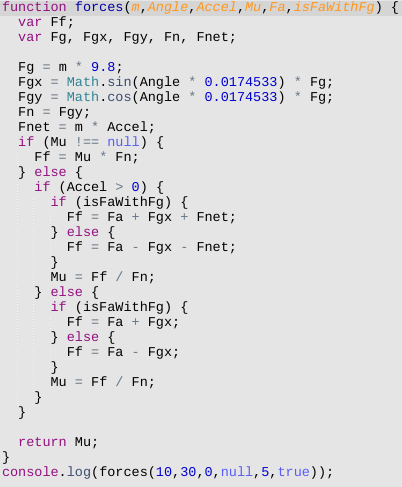 function forces(m,Angle,Accel,Mu,Fa,isFaWithFg) {
  var Ff;
  var Fg, Fgx, Fgy, Fn, Fnet;

  Fg = m * 9.8;
  Fgx = Math.sin(Angle * 0.0174533) * Fg;
  Fgy = Math.cos(Angle * 0.0174533) * Fg;
  Fn = Fgy;
  Fnet = m * Accel;
  if (Mu !== null) {
    Ff = Mu * Fn;
  } else {
    if (Accel > 0) {
      if (isFaWithFg) {
        Ff = Fa + Fgx + Fnet;
      } else {
        Ff = Fa - Fgx - Fnet;
      }
      Mu = Ff / Fn;
    } else {
      if (isFaWithFg) {
        Ff = Fa + Fgx;
      } else {
        Ff = Fa - Fgx;
      }
      Mu = Ff / Fn;
    }
  }

  return Mu;
}
console.log(forces(10,30,0,null,5,true));